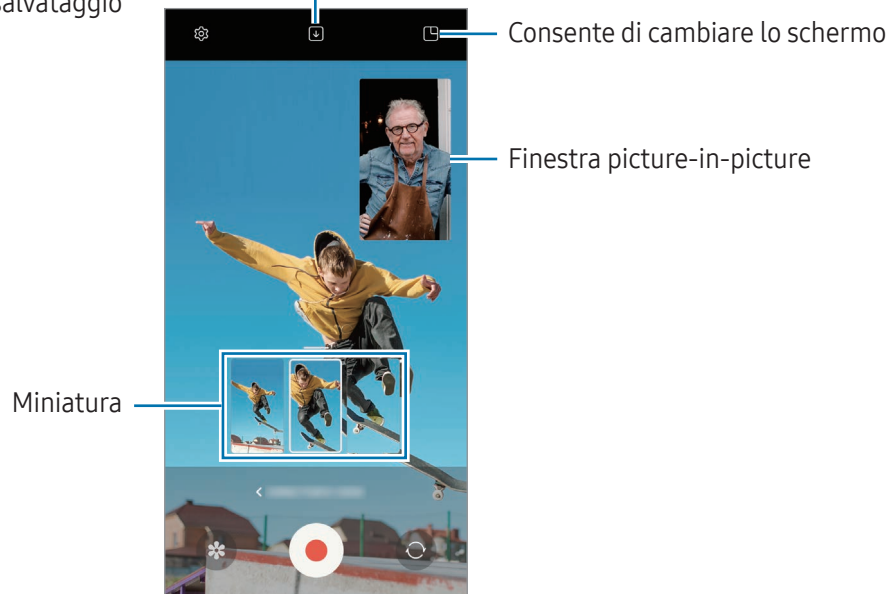 salvataggio
Consente di cambiare lo schermo
Finestra picture-in-picture
Miniatura